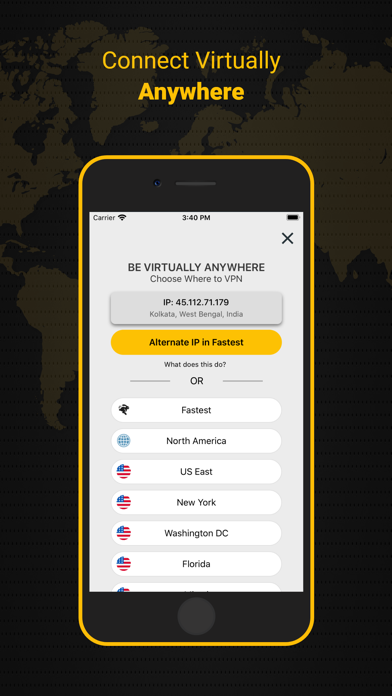 Connect Virtually
Anywhere
Carrier
3:40 PM
BE VIRTUALLY ANYWHERE
Choose Where to VPN
IP: 45.112.71.179
Kolkata, West Bengal, India
Alternate IP in Fastest
What does this do?
OR
Fastest
North America
US East
New York
Washington DC
Florida